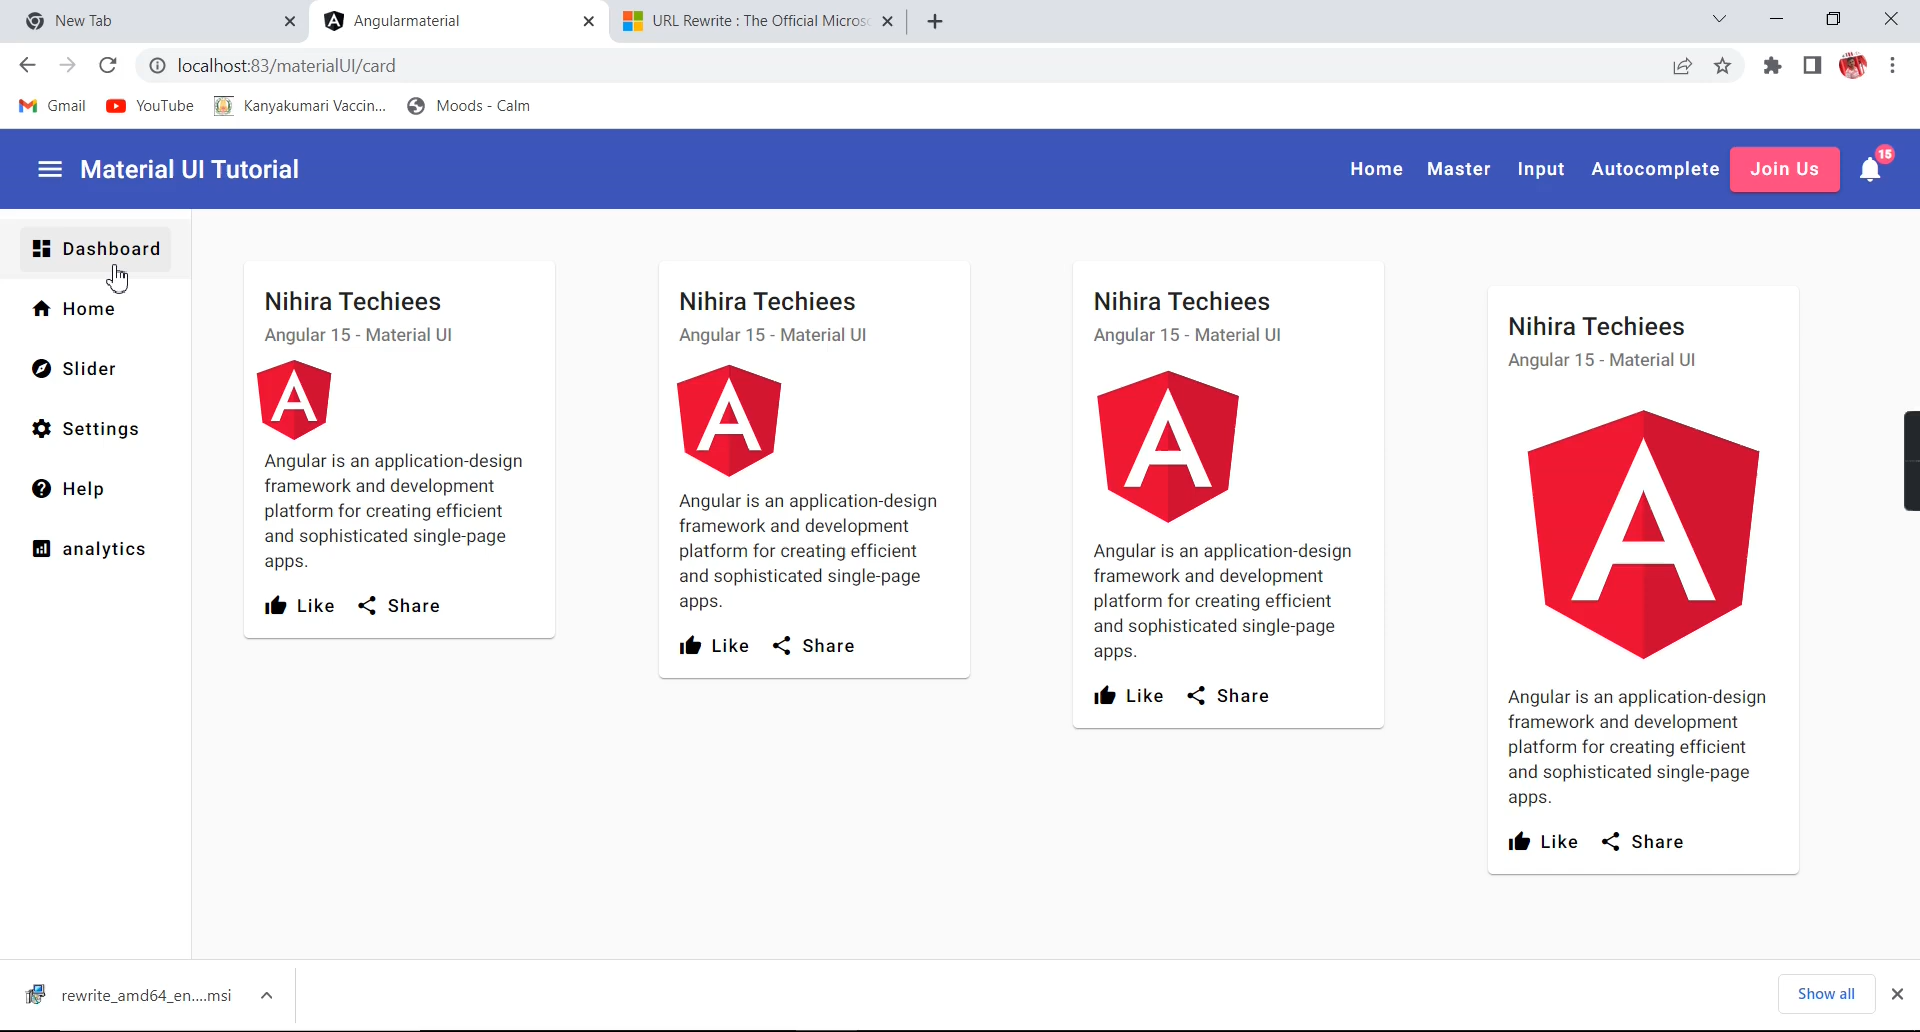 New Tab
Angularmaterial
URL Rewrite : The Official Micros
localhost:83/materialUI/card
Gmail
YouTube
Kanyakumari Vaccin...
Moods - Calm
Material UI Tutorial
Home
Master
Input
Autocomplete
Join Us
15
Dashboard
Home
Slider
Settings
Help
analytics
Nihira Techiees
Angular 15 - Material UI
Angular is an application-design
framework and development
platform for creating efficient
and sophisticated single-page
apps.
Like
Share
Nihira Techiees
Angular 15 - Material UI
Angular is an application-design
framework and development
platform for creating efficient
and sophisticated single-page
apps.
Like
Share
Nihira Techiees
Angular 15 - Material UI
Angular is an application-design
framework and development
platform for creating efficient
and sophisticated single-page
apps.
Like
Share
Nihira Techiees
Angular 15 - Material UI
Angular is an application-design
framework and development
platform for creating efficient
and sophisticated single-page
apps.
Like
Share
rewrite_amd64_en....msi
Show all